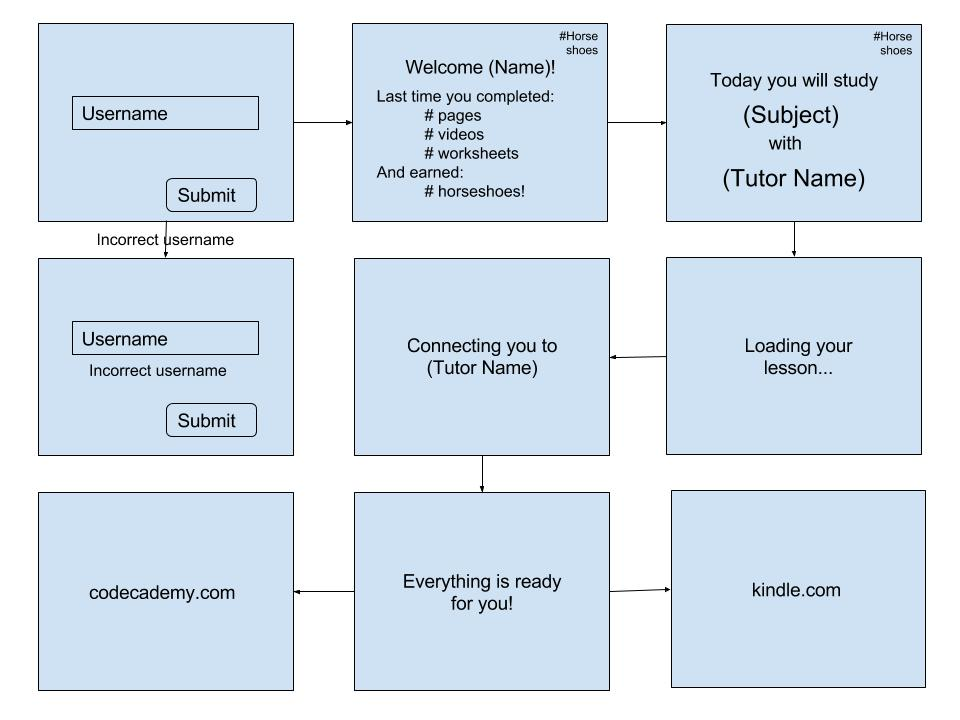 Username
Submit
#Horse
shoes
Welcome (Name)!
Last time you completed:
# pages
# videos
# worksheets
And earned:
# horseshoes!
#Horse
shoes
Today you will study
(Subject)
with
(Tutor Name)
Incorrect username
Username
Incorrect username
Submit
Connecting you to
(Tutor Name)
Loading your
lesson...
codecademy.com
Everything is ready
for you!
kindle.com